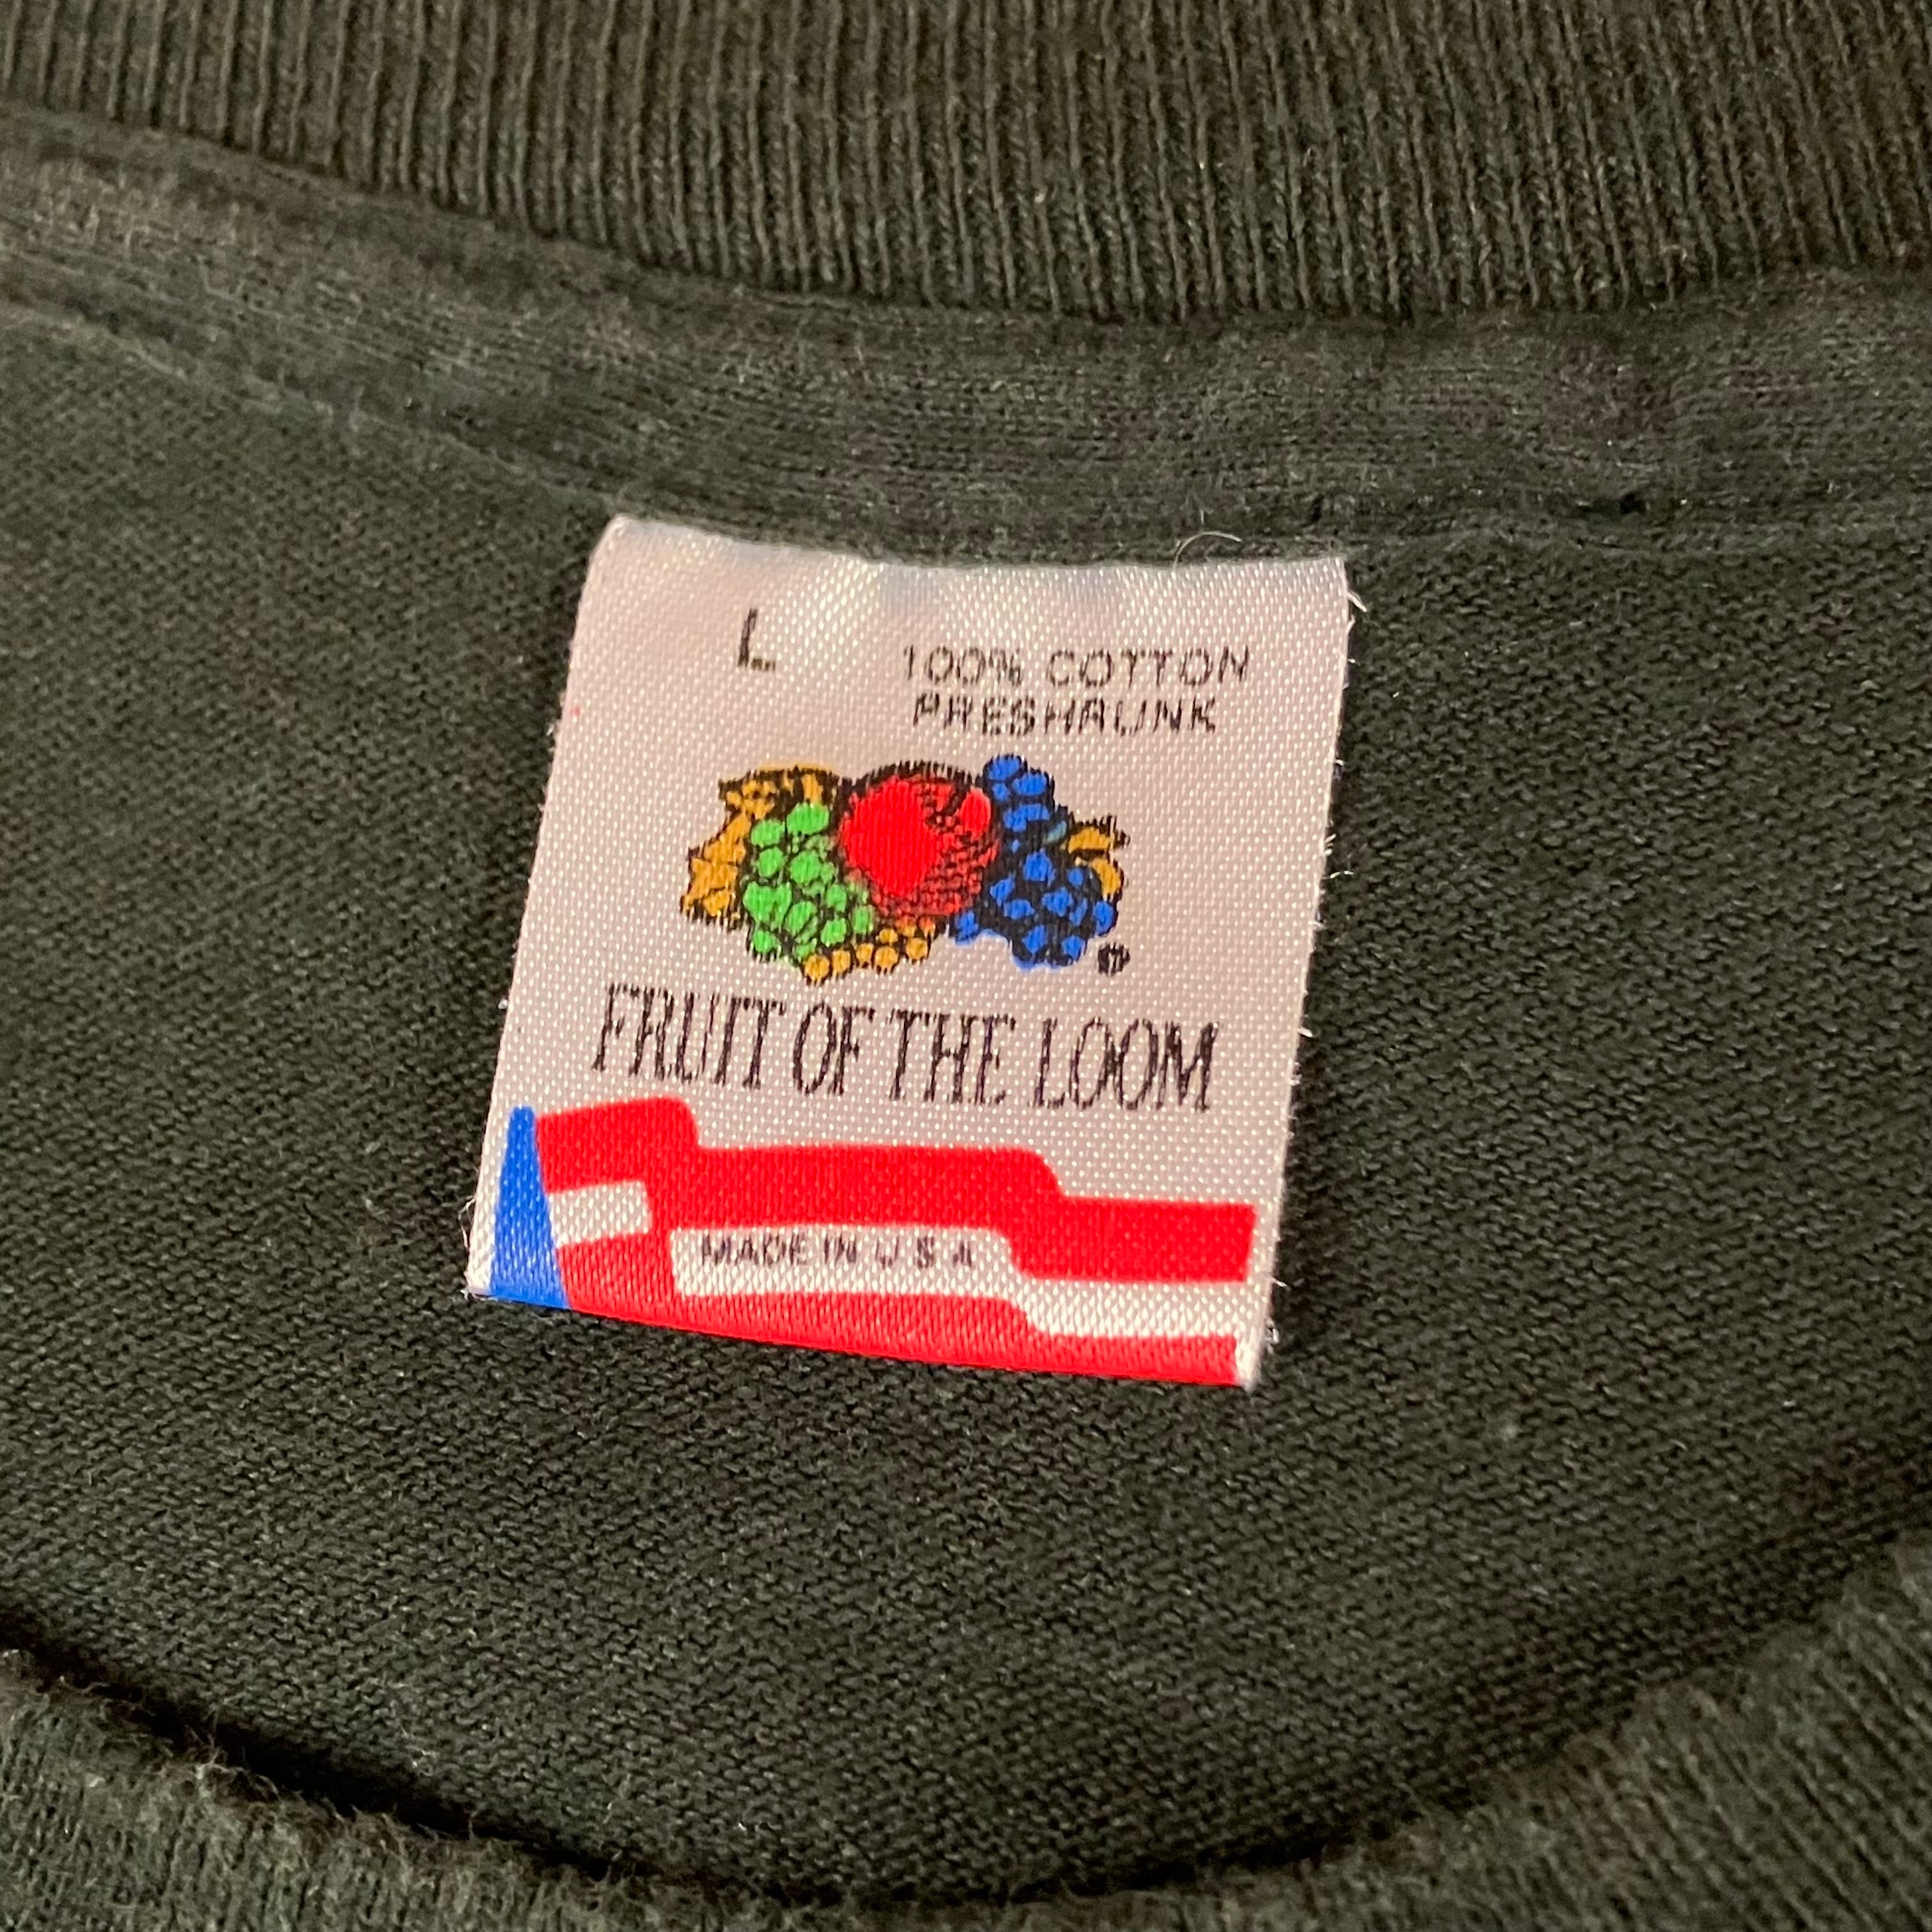 L
100% COTTON
PRESHRUNK
®
FRUIT OF THE LOOM
MADE IN U S A